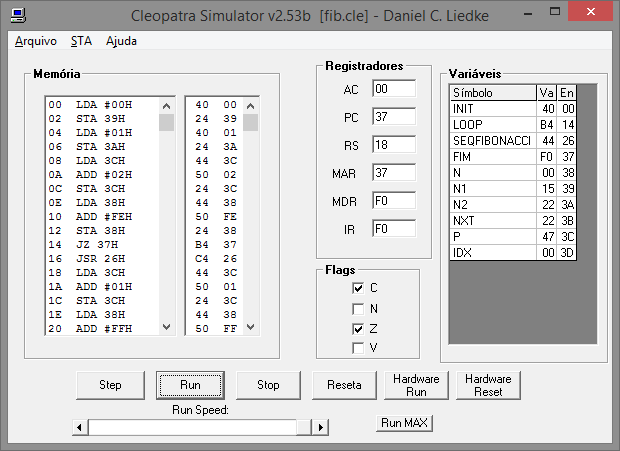 Cleopatra Simulator v2.53b [fib.cle] - Daniel C. Liedke
Arquivo STA Ajuda
Memória
00 LDA #00H 40 00
02 STA 39H 24 39
04 LDA #01H 40 01
06 STA 3AH 24 3A
08 LDA 3CH 44 3C
0A ADD #02H 50 02
0C STA 3CH 24 3C
0E LDA 38H 44 38
10 ADD #FEH 50 FE
12 STA 38H 24 38
14 JZ 37H B4 37
16 JSR 26H C4 26
18 LDA 3CH 44 3C
1A ADD #01H 50 01
1C STA 3CH 24 3C
1E LDA 38H 44 38
20 ADD #FFH 50 FF
Registradores
AC 00
PC 37
RS 18
MAR 37
MDR F0
IR F0
Flags
C
N
Z
V
Variáveis
Símbolo Va En
INIT 40 00
LOOP B4 14
SEQFIBONACCI 44 26
FIM F0 37
N 00 38
N1 15 39
N2 22 3A
NXT 22 3B
P 47 3C
IDX 00 3D
Step Run Stop Reseta Hardware Run Hardware Reset
Run Speed:
Run MAX